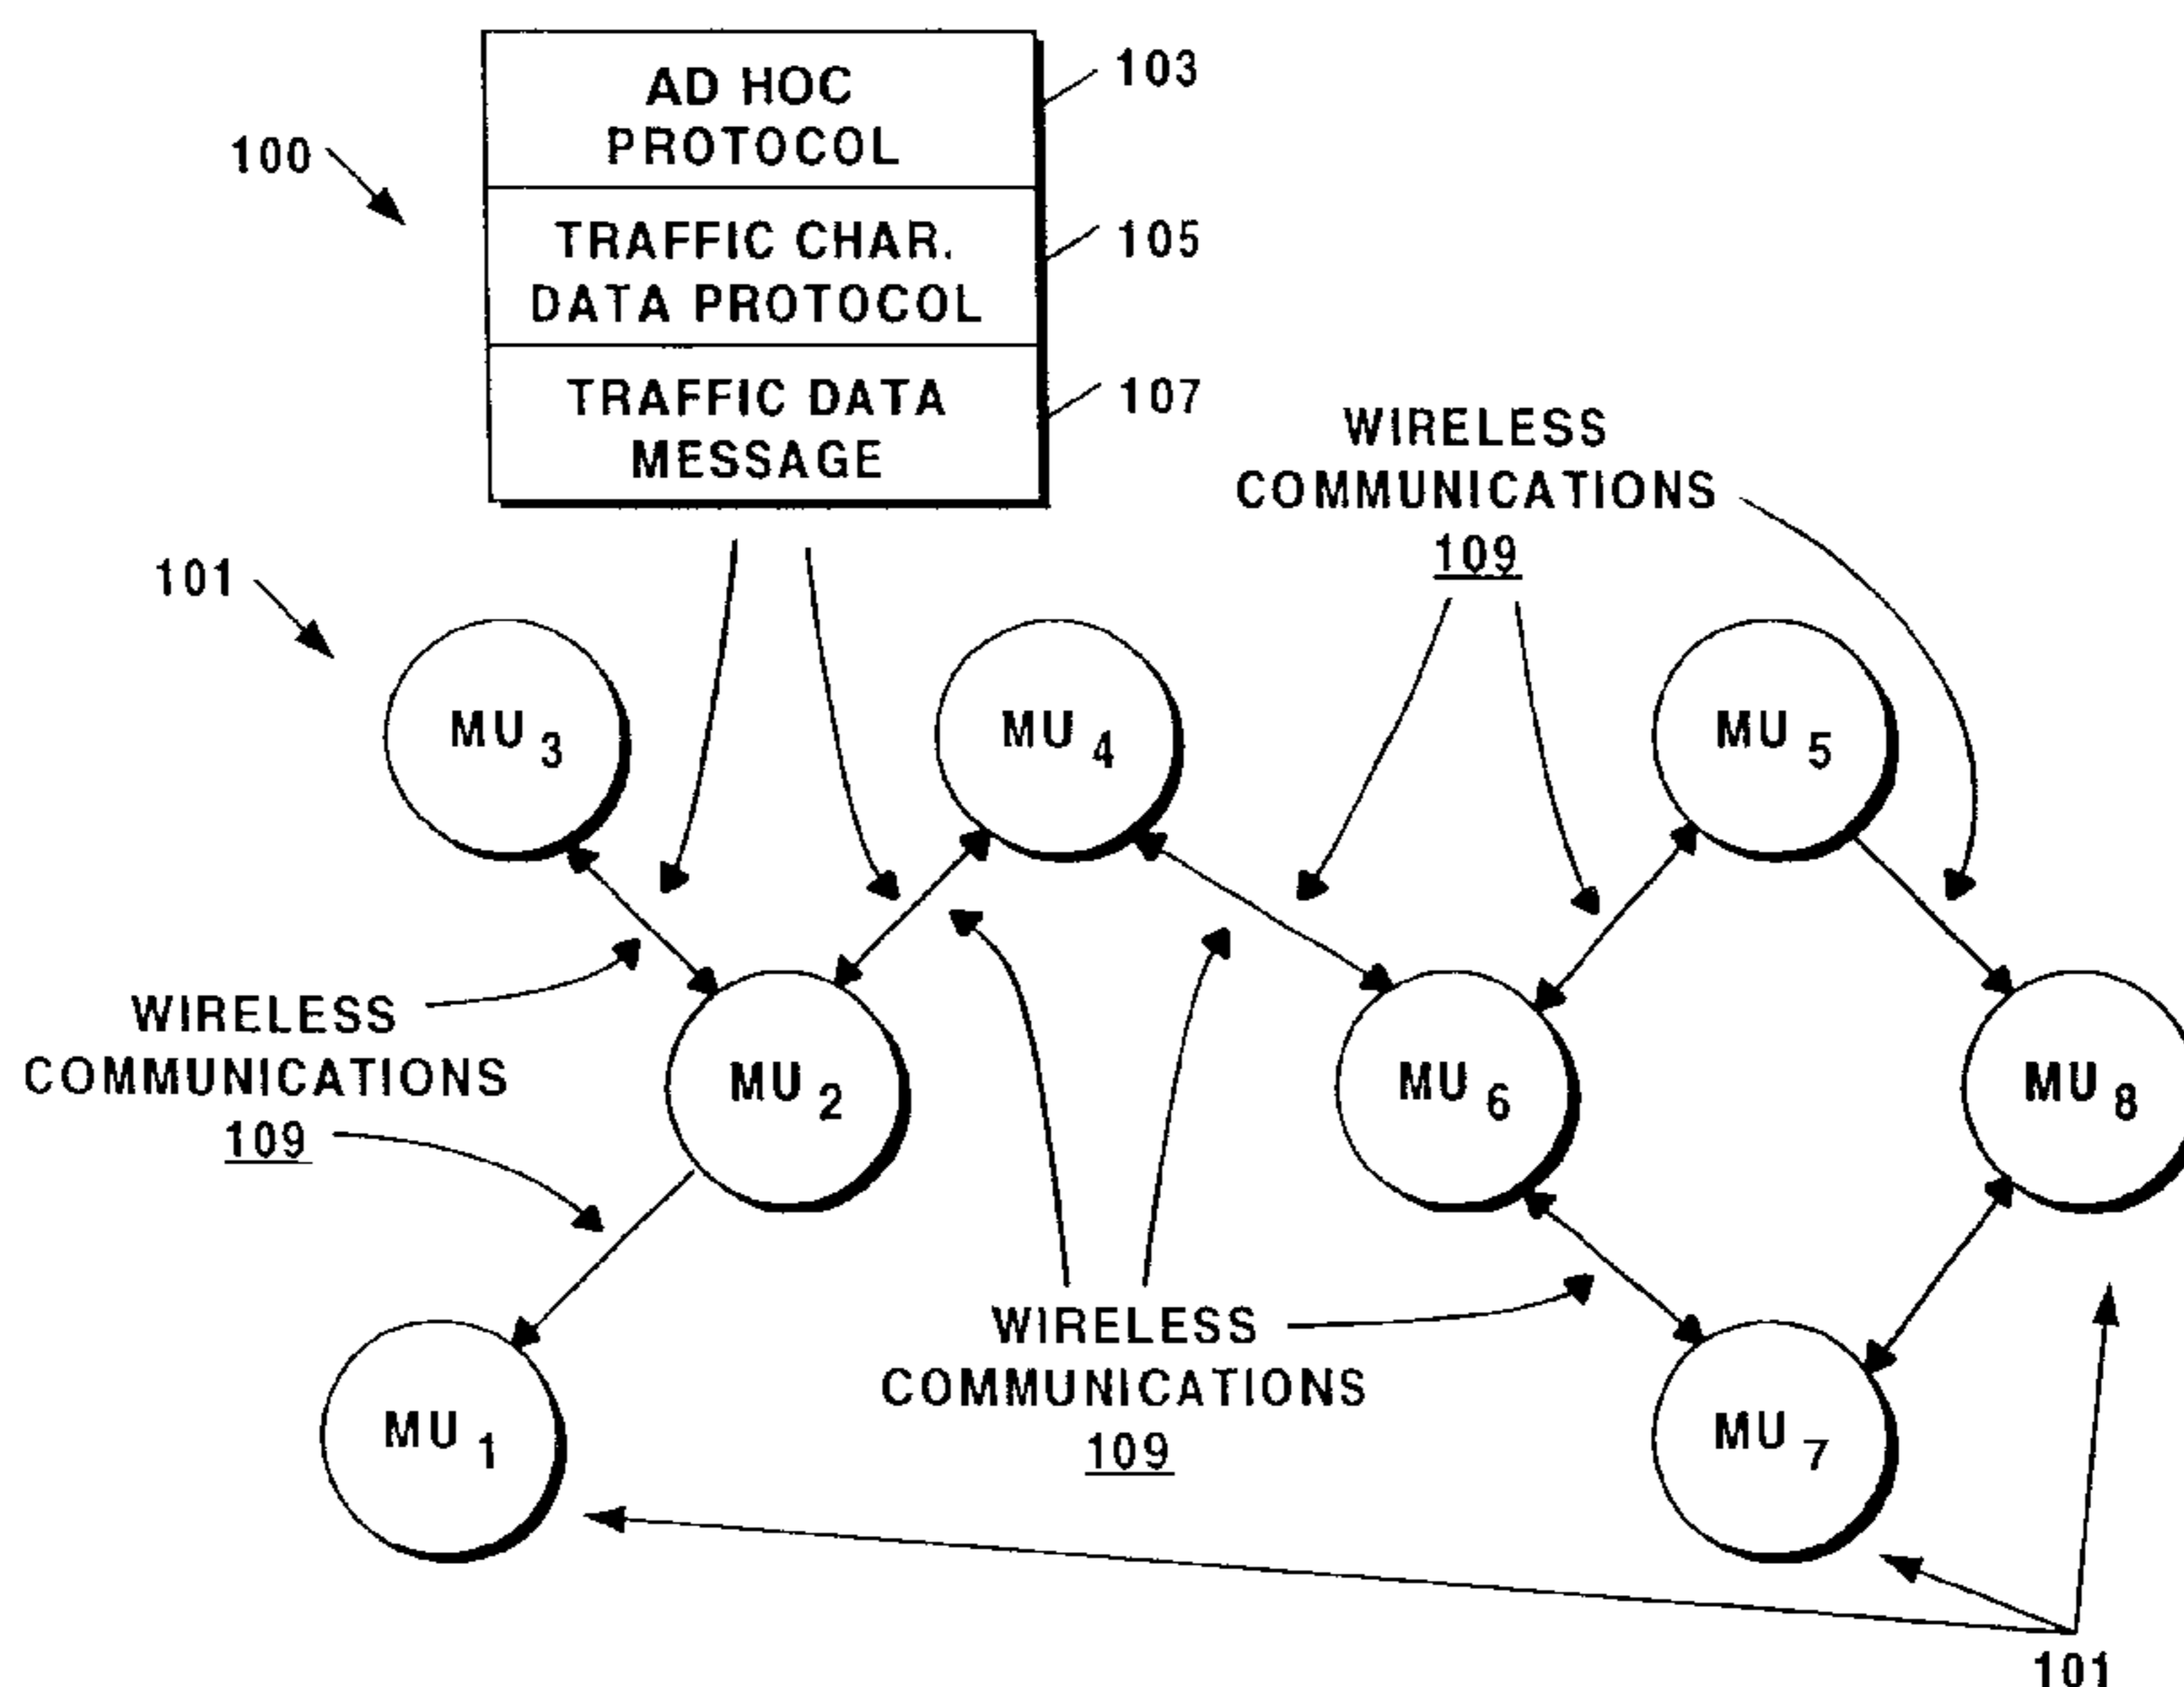 AD HOC
PROTOCOL
103
100
TRAFFIC CHAR.
DATA PROTOCOL
105
TRAFFIC DATA
MESSAGE
107
WIRELESS
COMMUNICATIONS
109
101
MU 3
MU 4
MU 5
WIRELESS
COMMUNICATIONS
109
MU 2
MU 6
MU 8
WIRELESS
COMMUNICATIONS
109
MU 1
MU 7
101